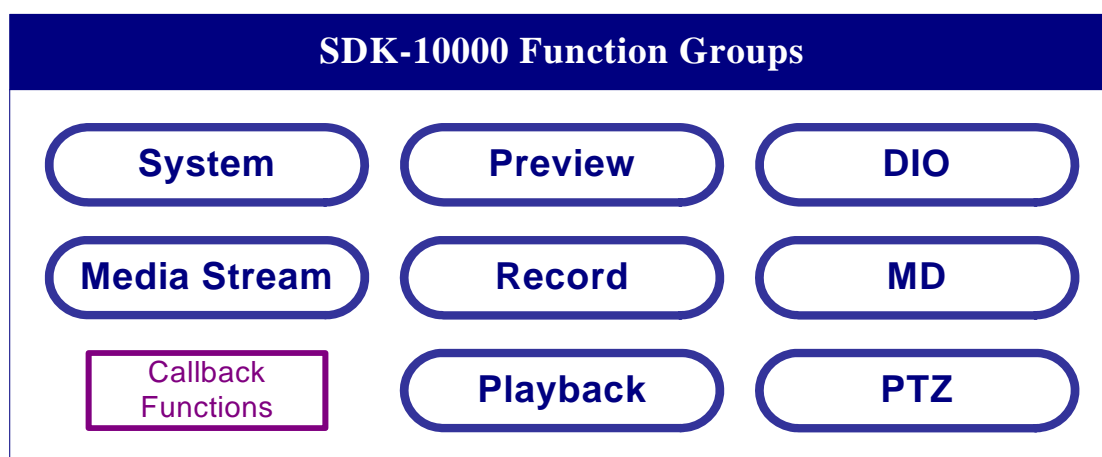 SDK-10000 Function Groups
System
Preview
DIO
Media Stream
Record
MD
Callback
Functions
Playback
PTZ